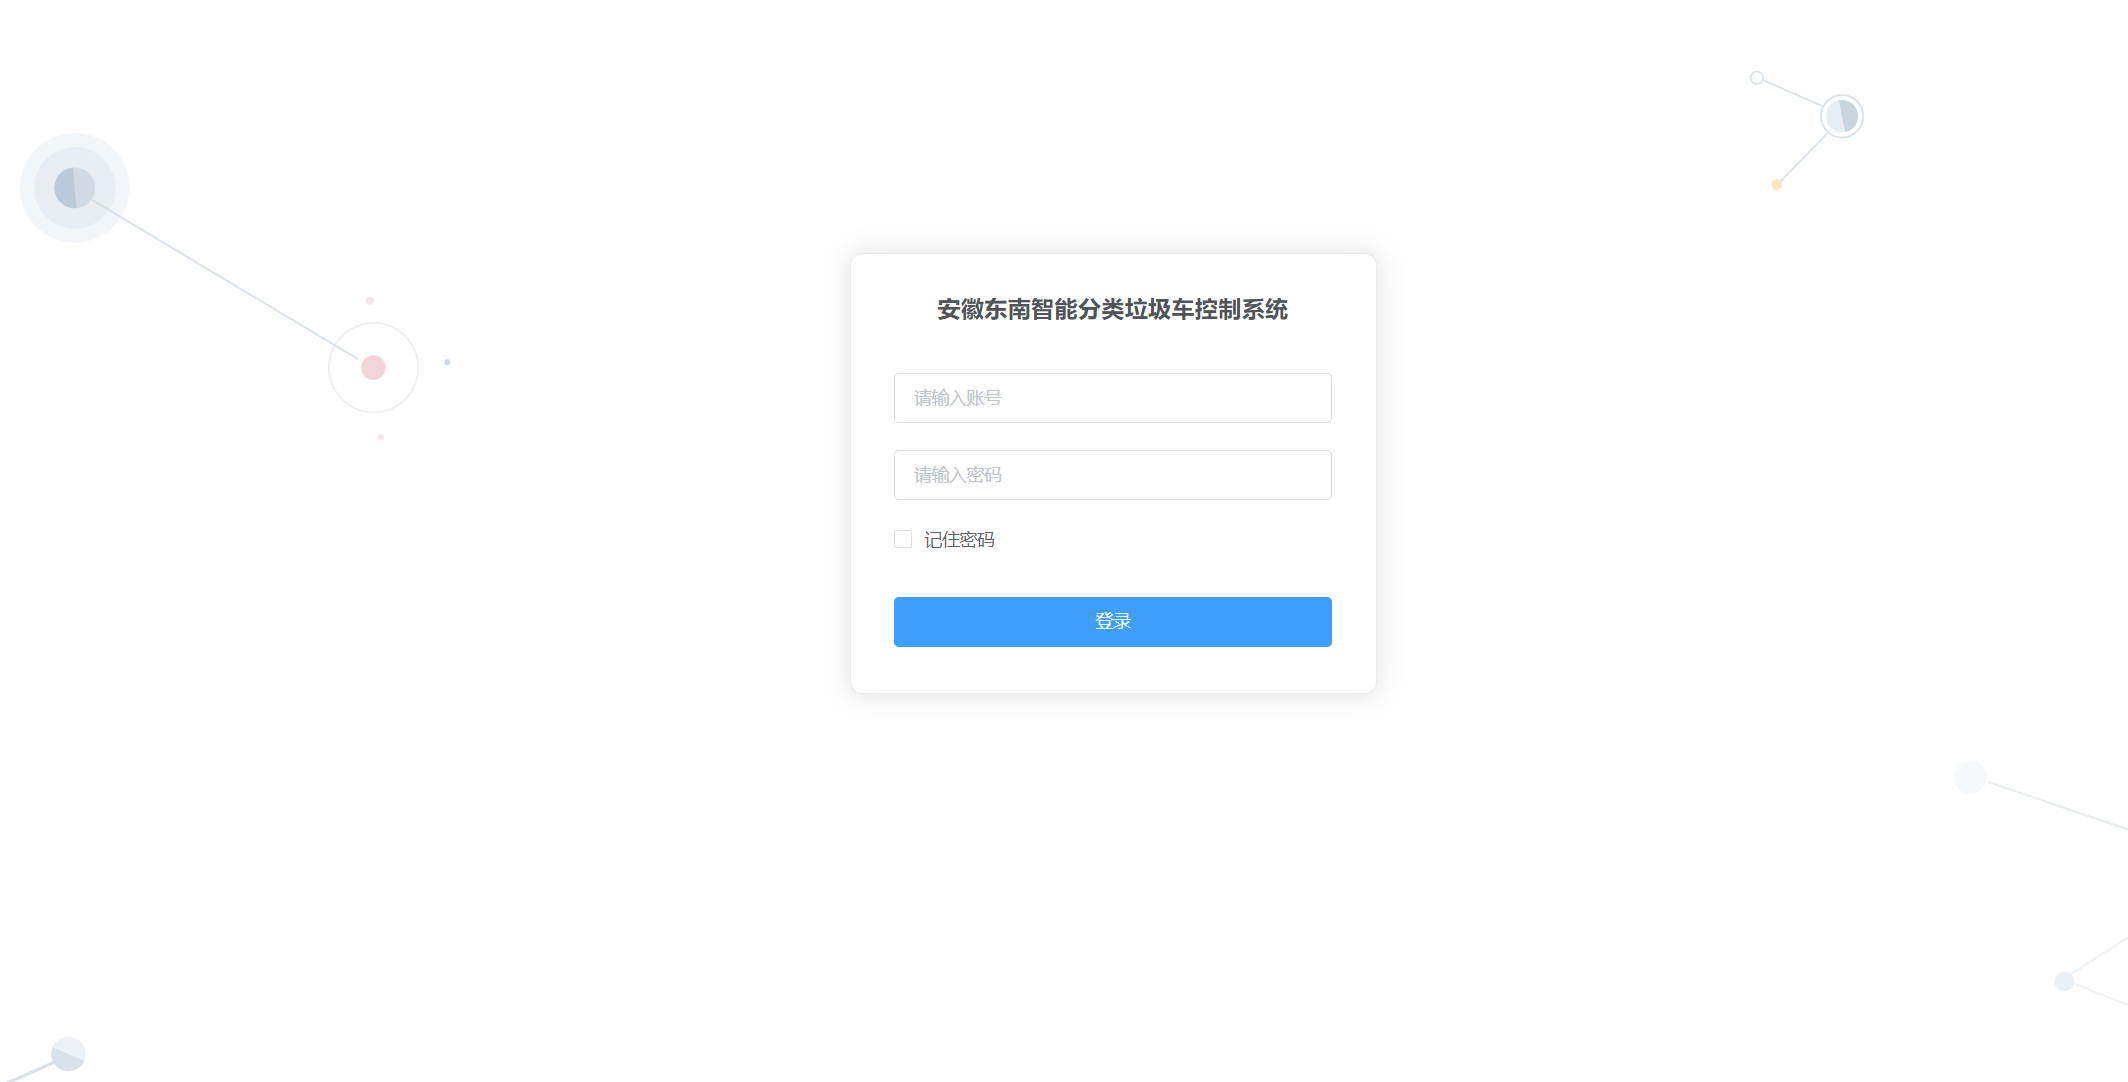 安徽东南智能分类垃圾车控制系统
请输入账号
请输入密码
记住密码
登录